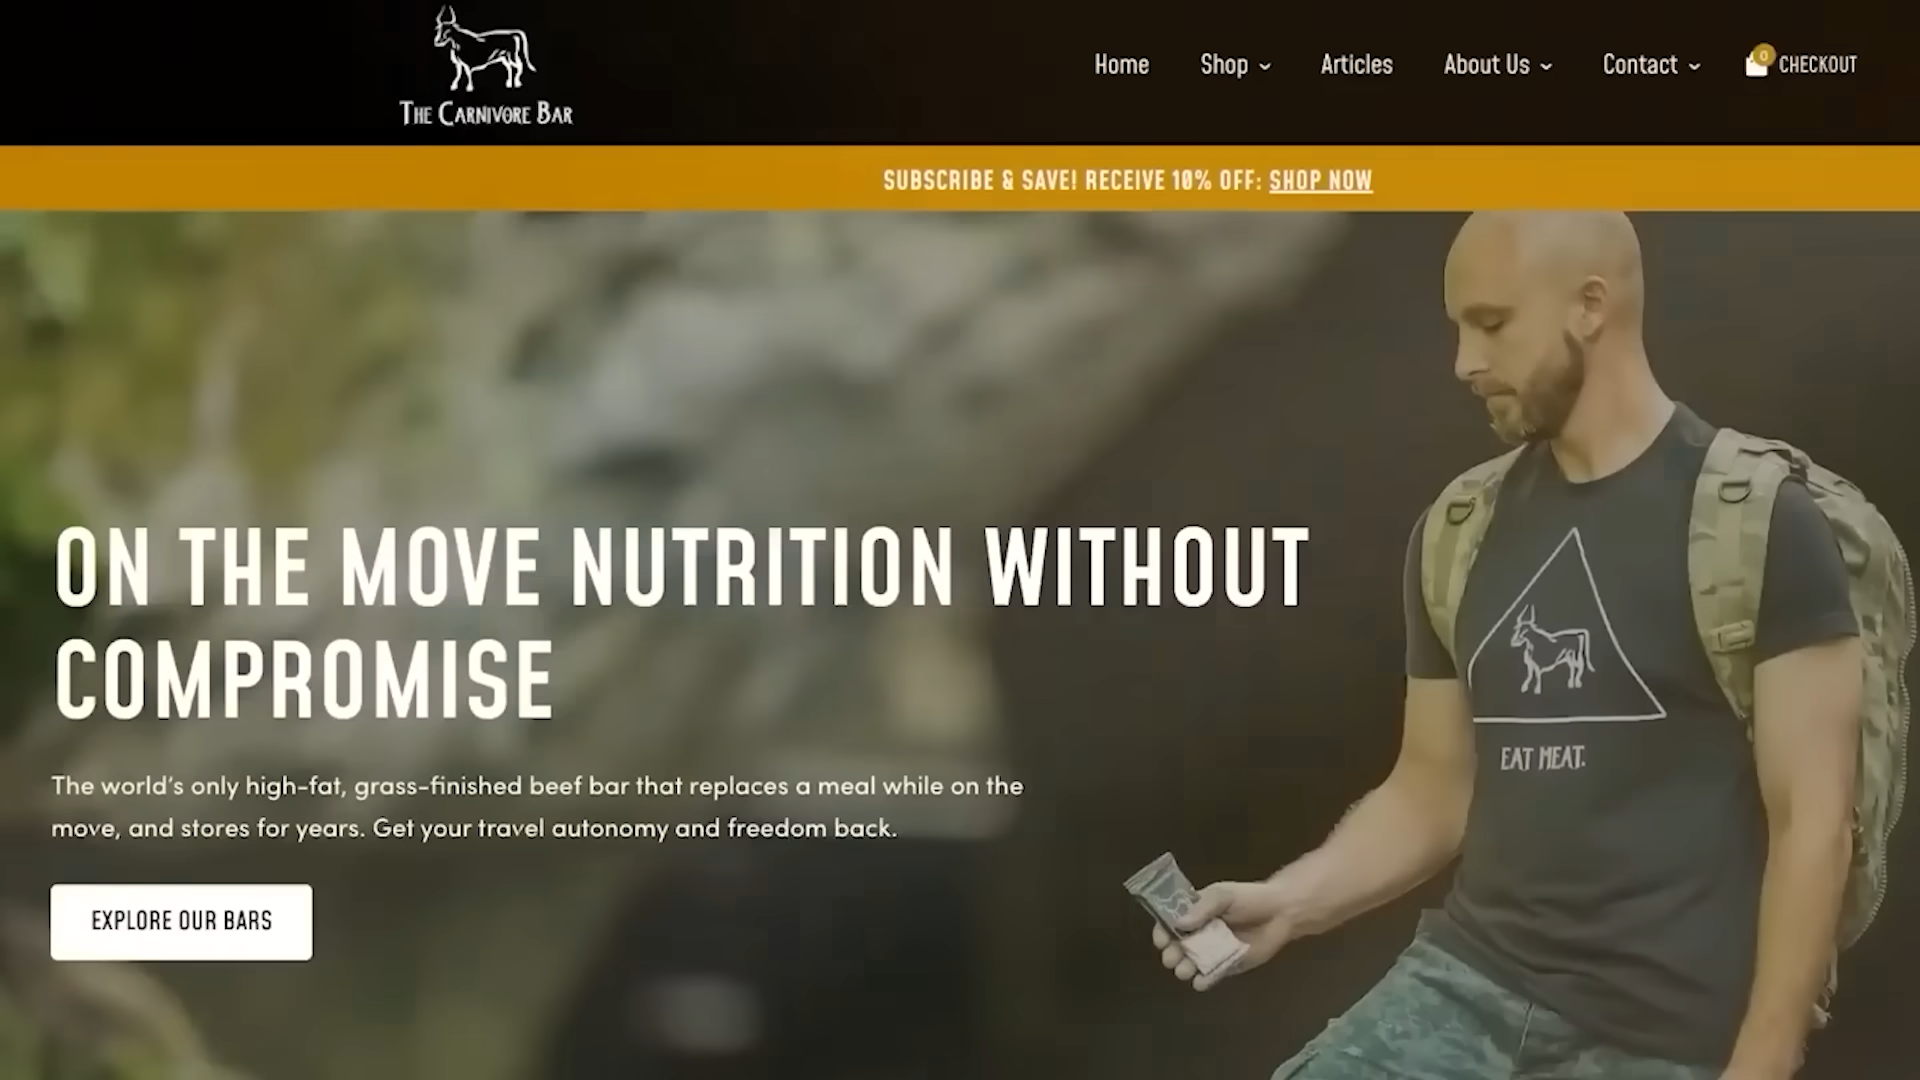 THE CARNIVORE BAR
Home
Shop
Articles
About Us
Contact
0
CHECKOUT
SUBSCRIBE & SAVE! RECEIVE 10% OFF: SHOP NOW
ON THE MOVE NUTRITION WITHOUT
COMPROMISE
The world's only high-fat, grass-finished beef bar that replaces a meal while on the
move, and stores for years. Get your travel autonomy and freedom back.
EXPLORE OUR BARS
EAT MEAT.